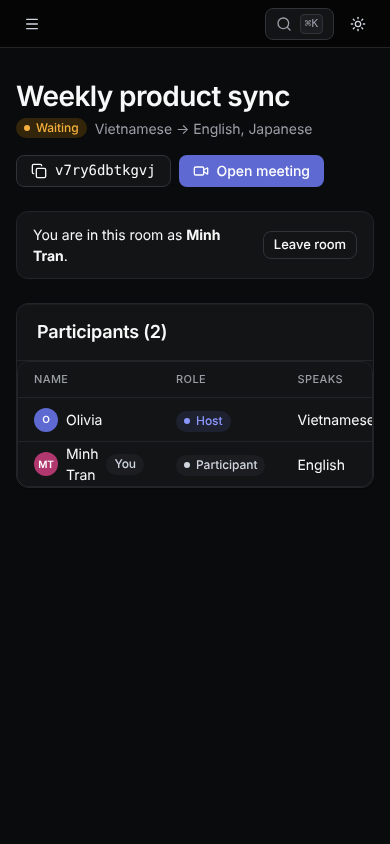 ⌘K
Weekly product sync
Waiting
Vietnamese → English, Japanese
v7ry6dbtkgvj
Open meeting
You are in this room as Minh
Tran.
Leave room
Participants (2)
NAME ROLE SPEAKS
O Olivia Host Vietnamese
MT Minh
Tran You Participant English